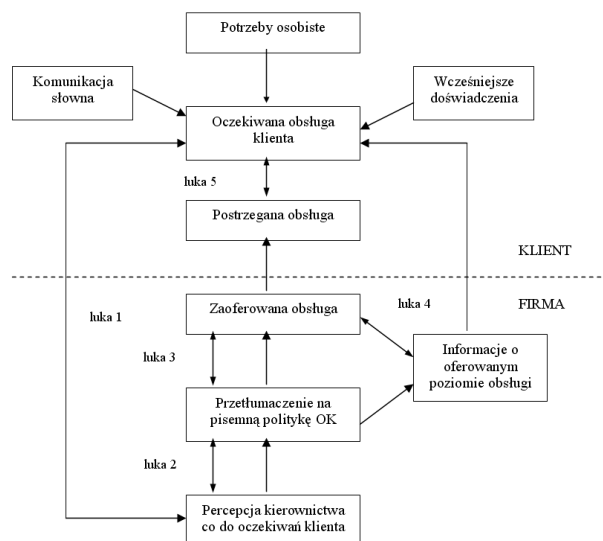 Potrzeby osobiste
Komunikacja
słowna
Wcześniejsze
doświadczenia
Oczekiwana obsługa
klienta
luka 5
Postrzegana obsługa
KLIENT
Zaoferowana obsługa
luka 4
FIRMA
luka 1
luka 3
Informacje o
oferowanym
poziomie obsługi
Przetłumaczenie na
pisemną politykę OK
luka 2
Percepcja kierownictwa
co do oczekiwań klienta